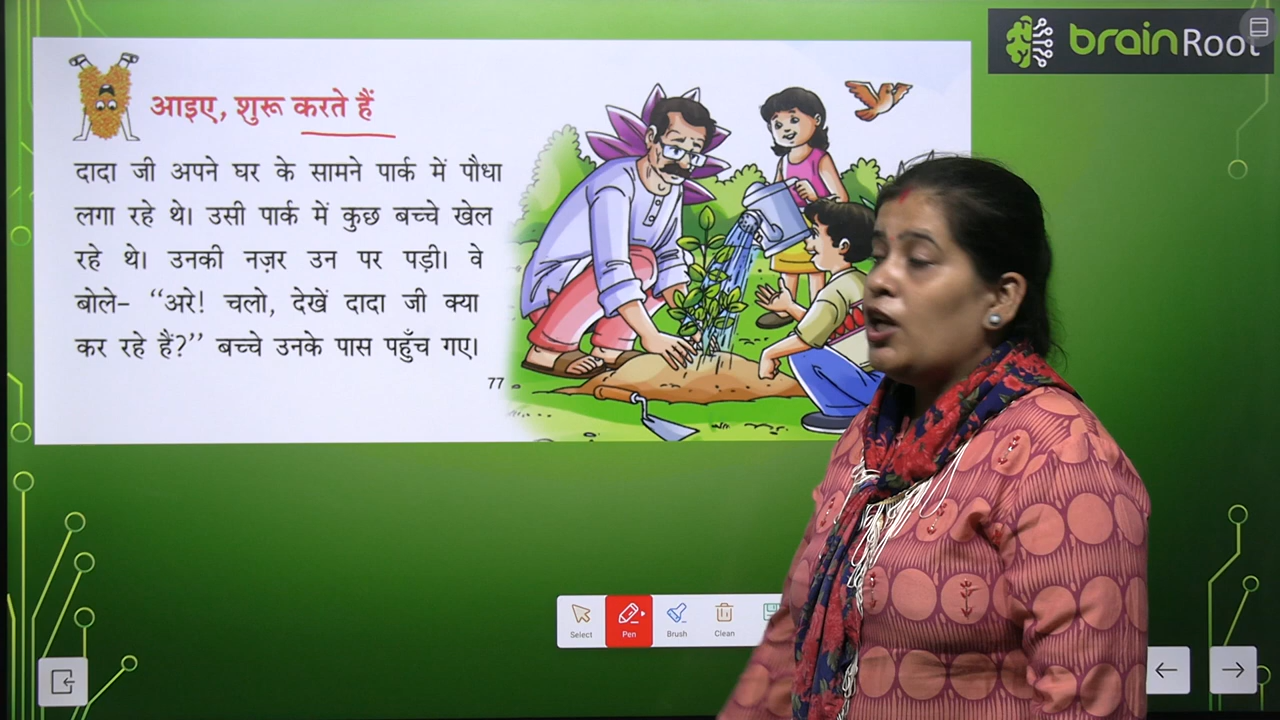 brainRoot
आइए, शुरू करते हैं
दादा जी अपने घर के सामने पार्क में पौधा
लगा रहे थे। उसी पार्क में कुछ बच्चे खेल
रहे थे। उनकी नज़र उन पर पड़ी। वे
बोले– ‘‘अरे! चलो, देखें दादा जी क्या
कर रहे हैं?’’ बच्चे उनके पास पहुँच गए।
77
Select Pen Brush Clean